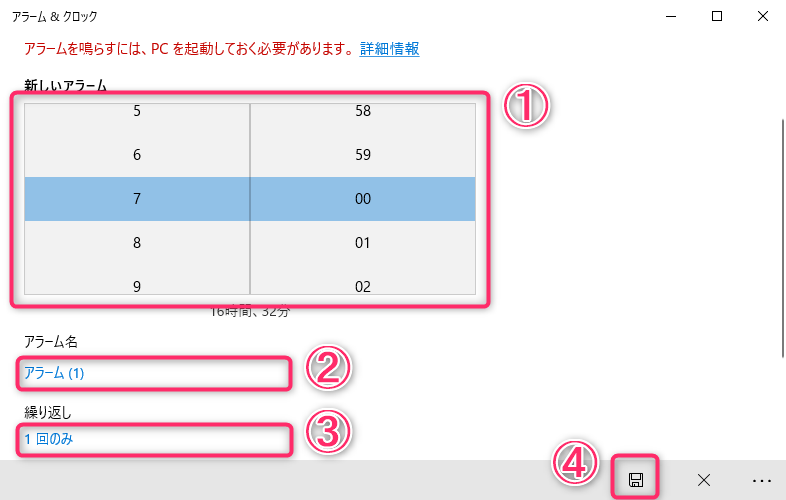 アラーム & クロック
アラームを鳴らすには、PC を起動しておく必要があります。 詳細情報
新しいアラーム
①
5 58
6 59
7 00
8 01
9 02
16時間、32分
アラーム名
②
アラーム (1)
繰り返し
③
1 回のみ
④